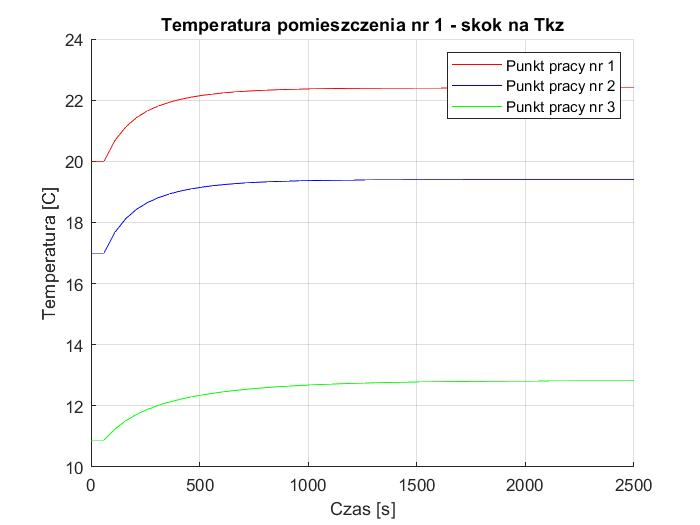 Temperatura pomieszczenia nr 1 - skok na Tkz
24
22
20
18
16
14
12
10
Temperatura [C]
Punkt pracy nr 1
Punkt pracy nr 2
Punkt pracy nr 3
0 500 1000 1500 2000 2500
Czas [s]